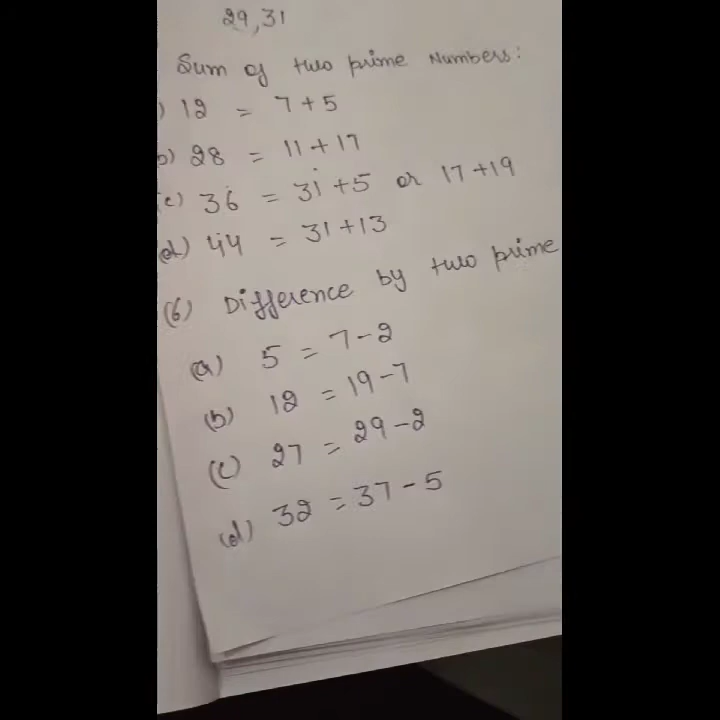 29,31
Sum of two prime Numbers:
) 12 = 7+5
b) 28 = 11+17
(c) 36 = 31+5 or 17+19
(d) 44 = 31+13
(6) Difference by two prime
(a) 5 = 7-2
(b) 12 = 19-7
(c) 27 = 29-2
(d) 32 = 37-5